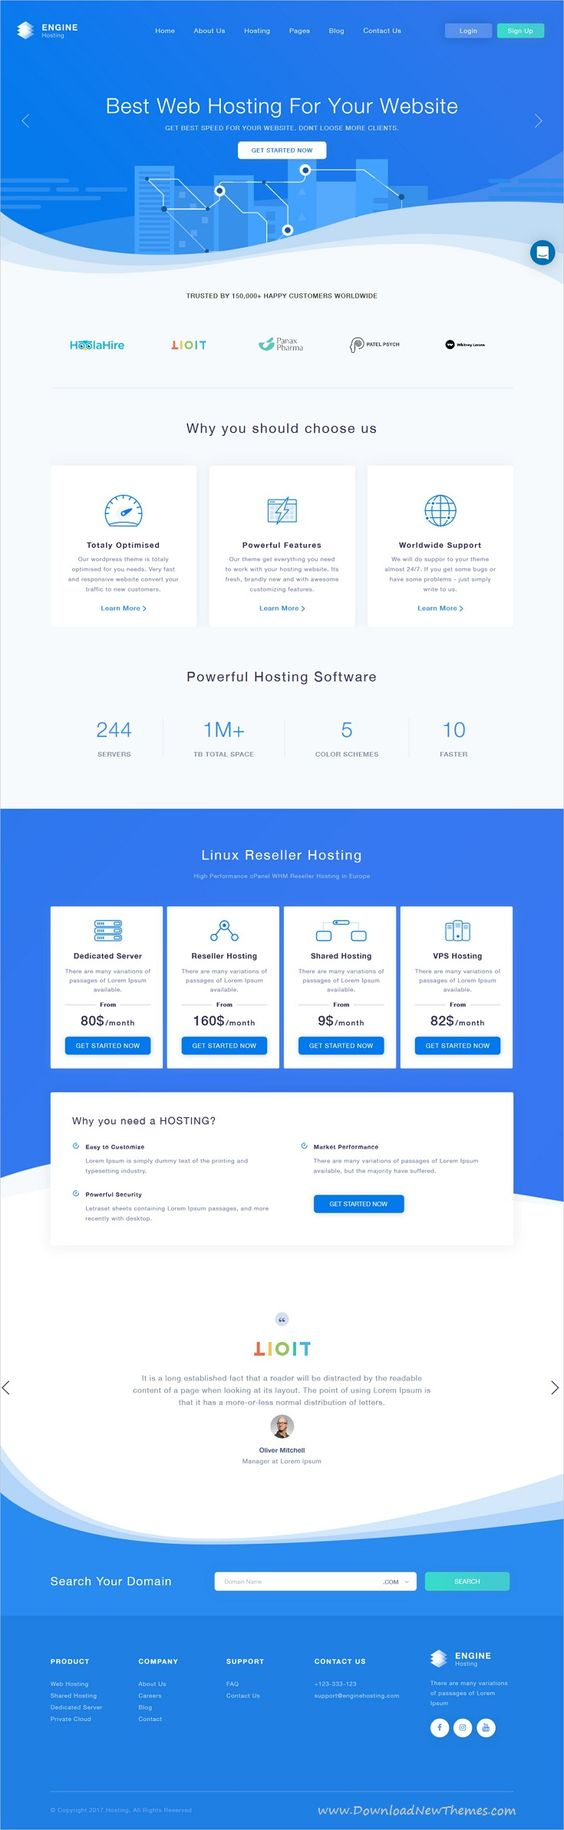 ENGINE
Hosting
Home
About Us
Hosting
Pages
Blog
Contact Us
Login
Sign Up
Best Web Hosting For Your Website
GET BEST SPEED FOR YOUR WEBSITE. DONT LOOSE MORE CLIENTS.
GET STARTED NOW
TRUSTED BY 150,000+ HAPPY CUSTOMERS WORLDWIDE
HooolaHire
TIOIT
Panax
Pharma
PATEL PSYCH
Why you should choose us
Totaly Optimised
Our wordpress theme is totaly
optimised for you needs. Very fast
and responsive website convert your
traffic to new customers.
Learn More
Powerful Features
Our theme get everything you need
to work with your hosting website. Its
fresh, brandly new and with awesome
customizing features.
Learn More
Worldwide Support
We will do suppor to your theme
almost 24/7. If you get some bugs or
have some problems - just simply
write to us.
Learn More
Powerful Hosting Software
244
SERVERS
1M+
TB TOTAL SPACE
5
COLOR SCHEMES
10
FASTER
Linux Reseller Hosting
High Performance cPanel WHM Reseller Hosting in Europe
Dedicated Server
There are many variations of
passages of Lorem Ipsum
available.
From
80$/month
GET STARTED NOW
Reseller Hosting
There are many variations of
passages of Lorem Ipsum
available.
From
160$/month
GET STARTED NOW
Shared Hosting
There are many variations of
passages of Lorem Ipsum
available.
From
9$/month
GET STARTED NOW
VPS Hosting
There are many variations of
passages of Lorem Ipsum
available.
From
82$/month
GET STARTED NOW
Why you need a HOSTING?
Easy to Customize
Lorem Ipsum is simply dummy text of the printing and
typesetting industry.
Market Performance
There are many variations of passages of Lorem Ipsum
available, but the majority have suffered.
Powerful Security
Letraset sheets containing Lorem Ipsum passages, and more
recently with desktop.
GET STARTED NOW
“
TIOIT
It is a long established fact that a reader will be distracted by the readable
content of a page when looking at its layout. The point of using Lorem Ipsum is
that it has a more-or-less normal distribution of letters.
Oliver Mitchell
Manager at Lorem Ipsum
Search Your Domain
Domain Name
.COM
SEARCH
PRODUCT
Web Hosting
Shared Hosting
Dedicated Server
Private Cloud
COMPANY
About Us
Careers
Blog
Contact
SUPPORT
FAQ
Contact Us
CONTACT US
+123-333-123
support@enginehosting.com
ENGINE
Hosting
There are many variations
of passages of Lorem
Ipsum
© Copyright 2017 Hosting, All Rights Reserved
www.DownloadNewThemes.com